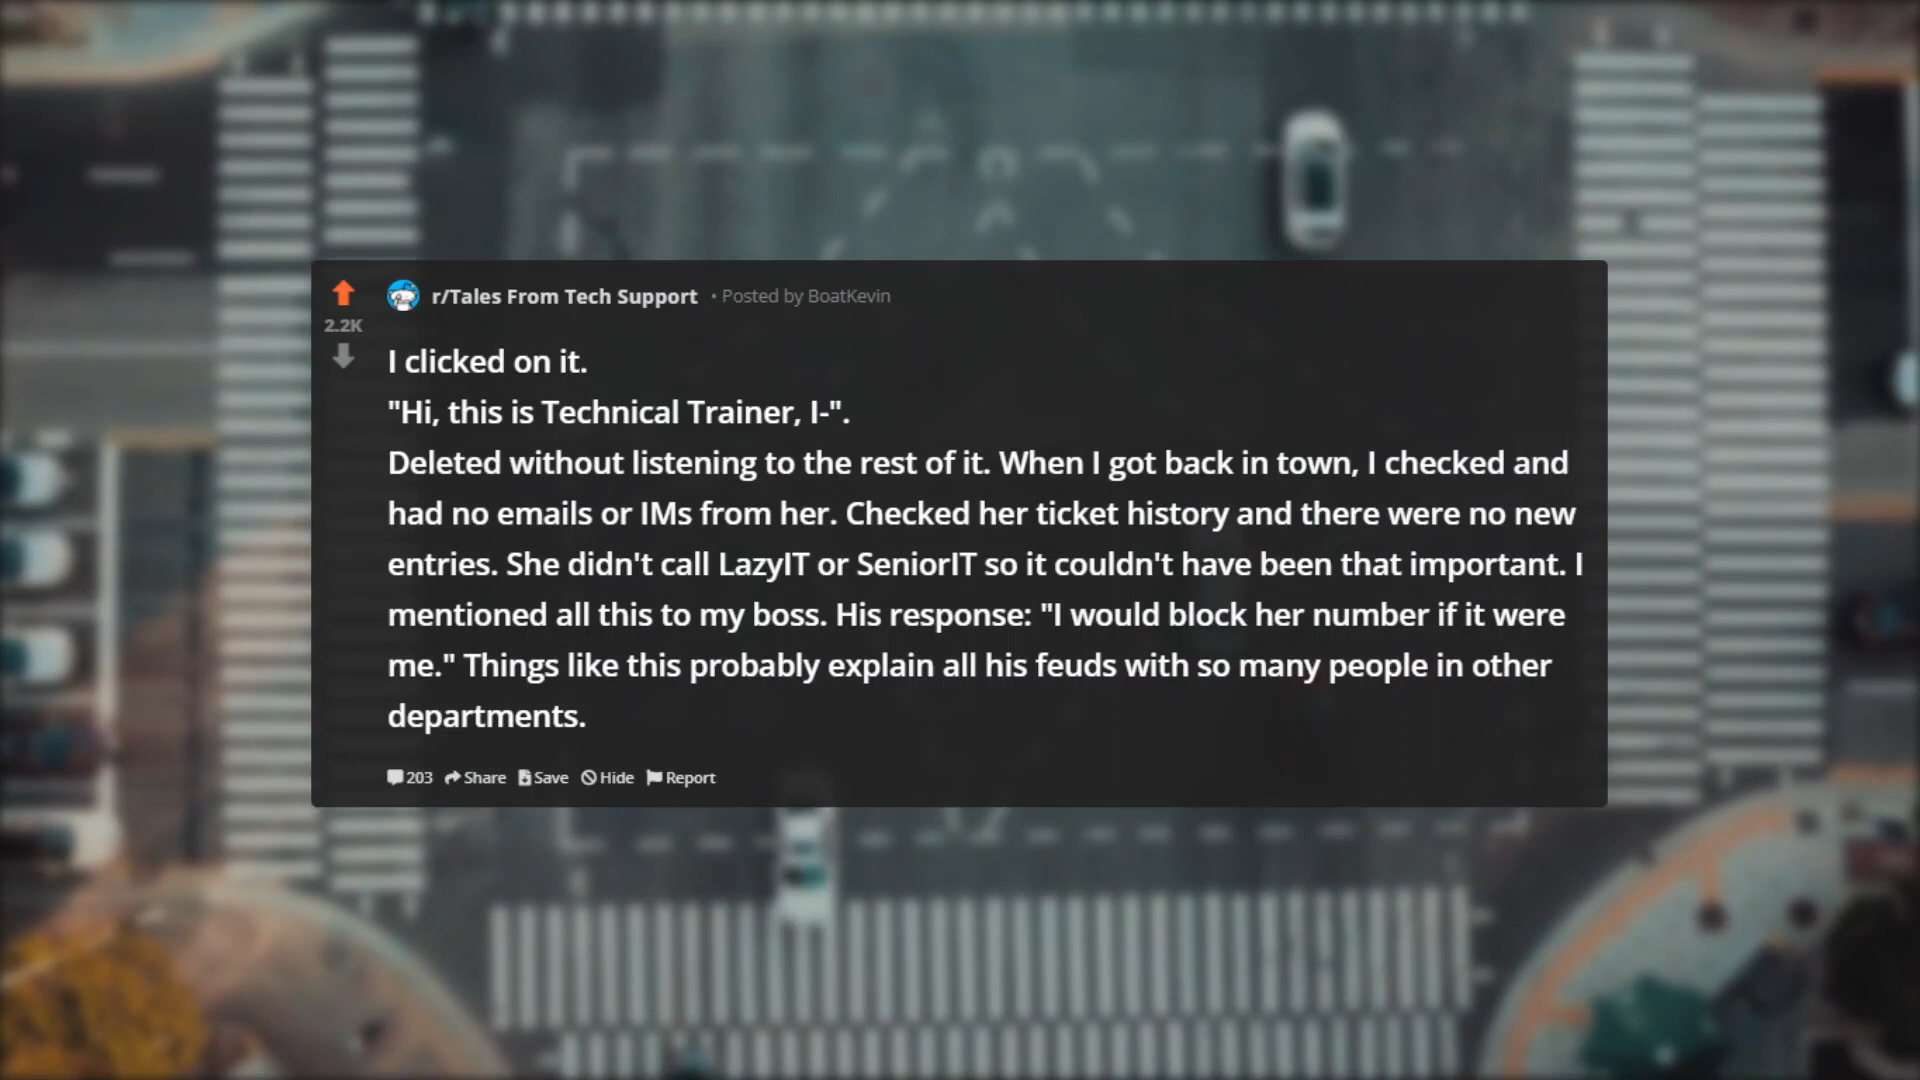 r/Tales From Tech Support • Posted by BoatKevin
2.2K
I clicked on it.
"Hi, this is Technical Trainer, I-".
Deleted without listening to the rest of it. When I got back in town, I checked and
had no emails or IMs from her. Checked her ticket history and there were no new
entries. She didn't call LazyIT or SeniorIT so it couldn't have been that important. I
mentioned all this to my boss. His response: "I would block her number if it were
me." Things like this probably explain all his feuds with so many people in other
departments.
203 Share Save Hide Report